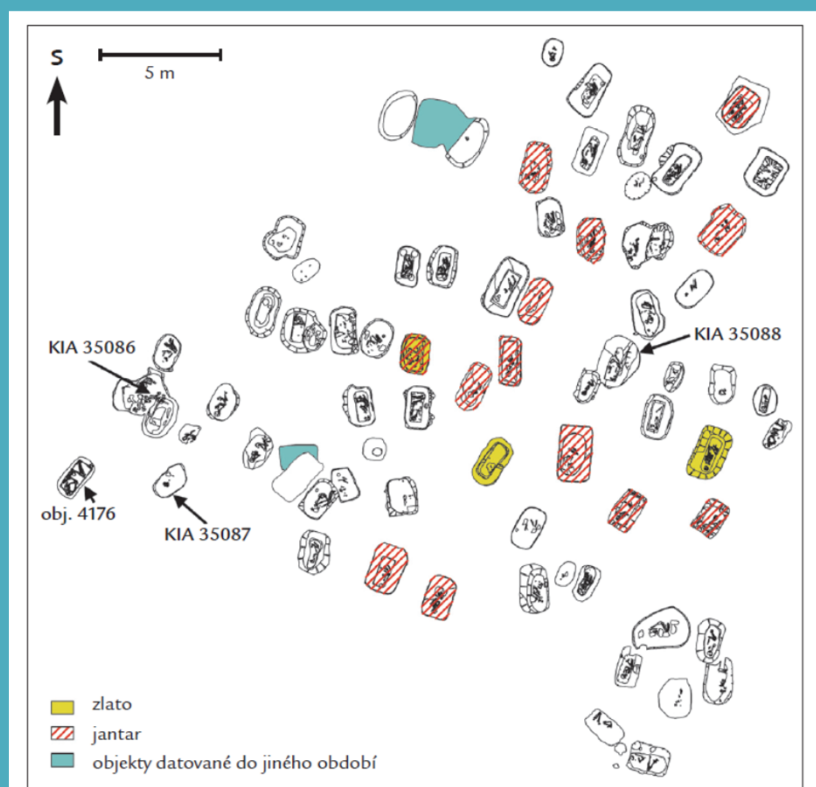 S
5 m
KIA 35086
KIA 35088
obj. 4176
KIA 35087
zlato
jantar
objekty datované do jiného období